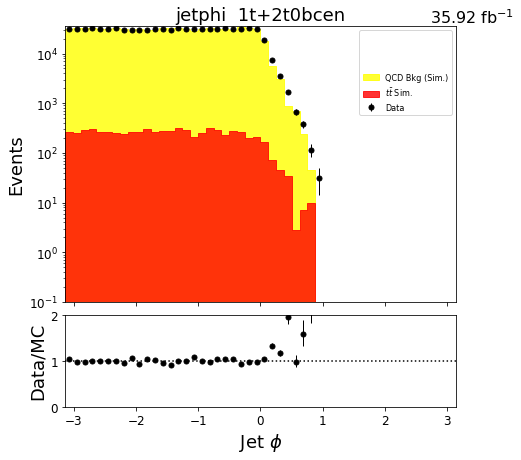 jetphi 1t+2t0bcen
35.92 fb⁻¹
Events
10⁴
10³
10²
10¹
10⁰
10⁻¹
QCD Bkg (Sim.)
tt̄ Sim.
Data
Data/MC
2
1
0
−3 −2 −1 0 1 2 3
Jet ϕ